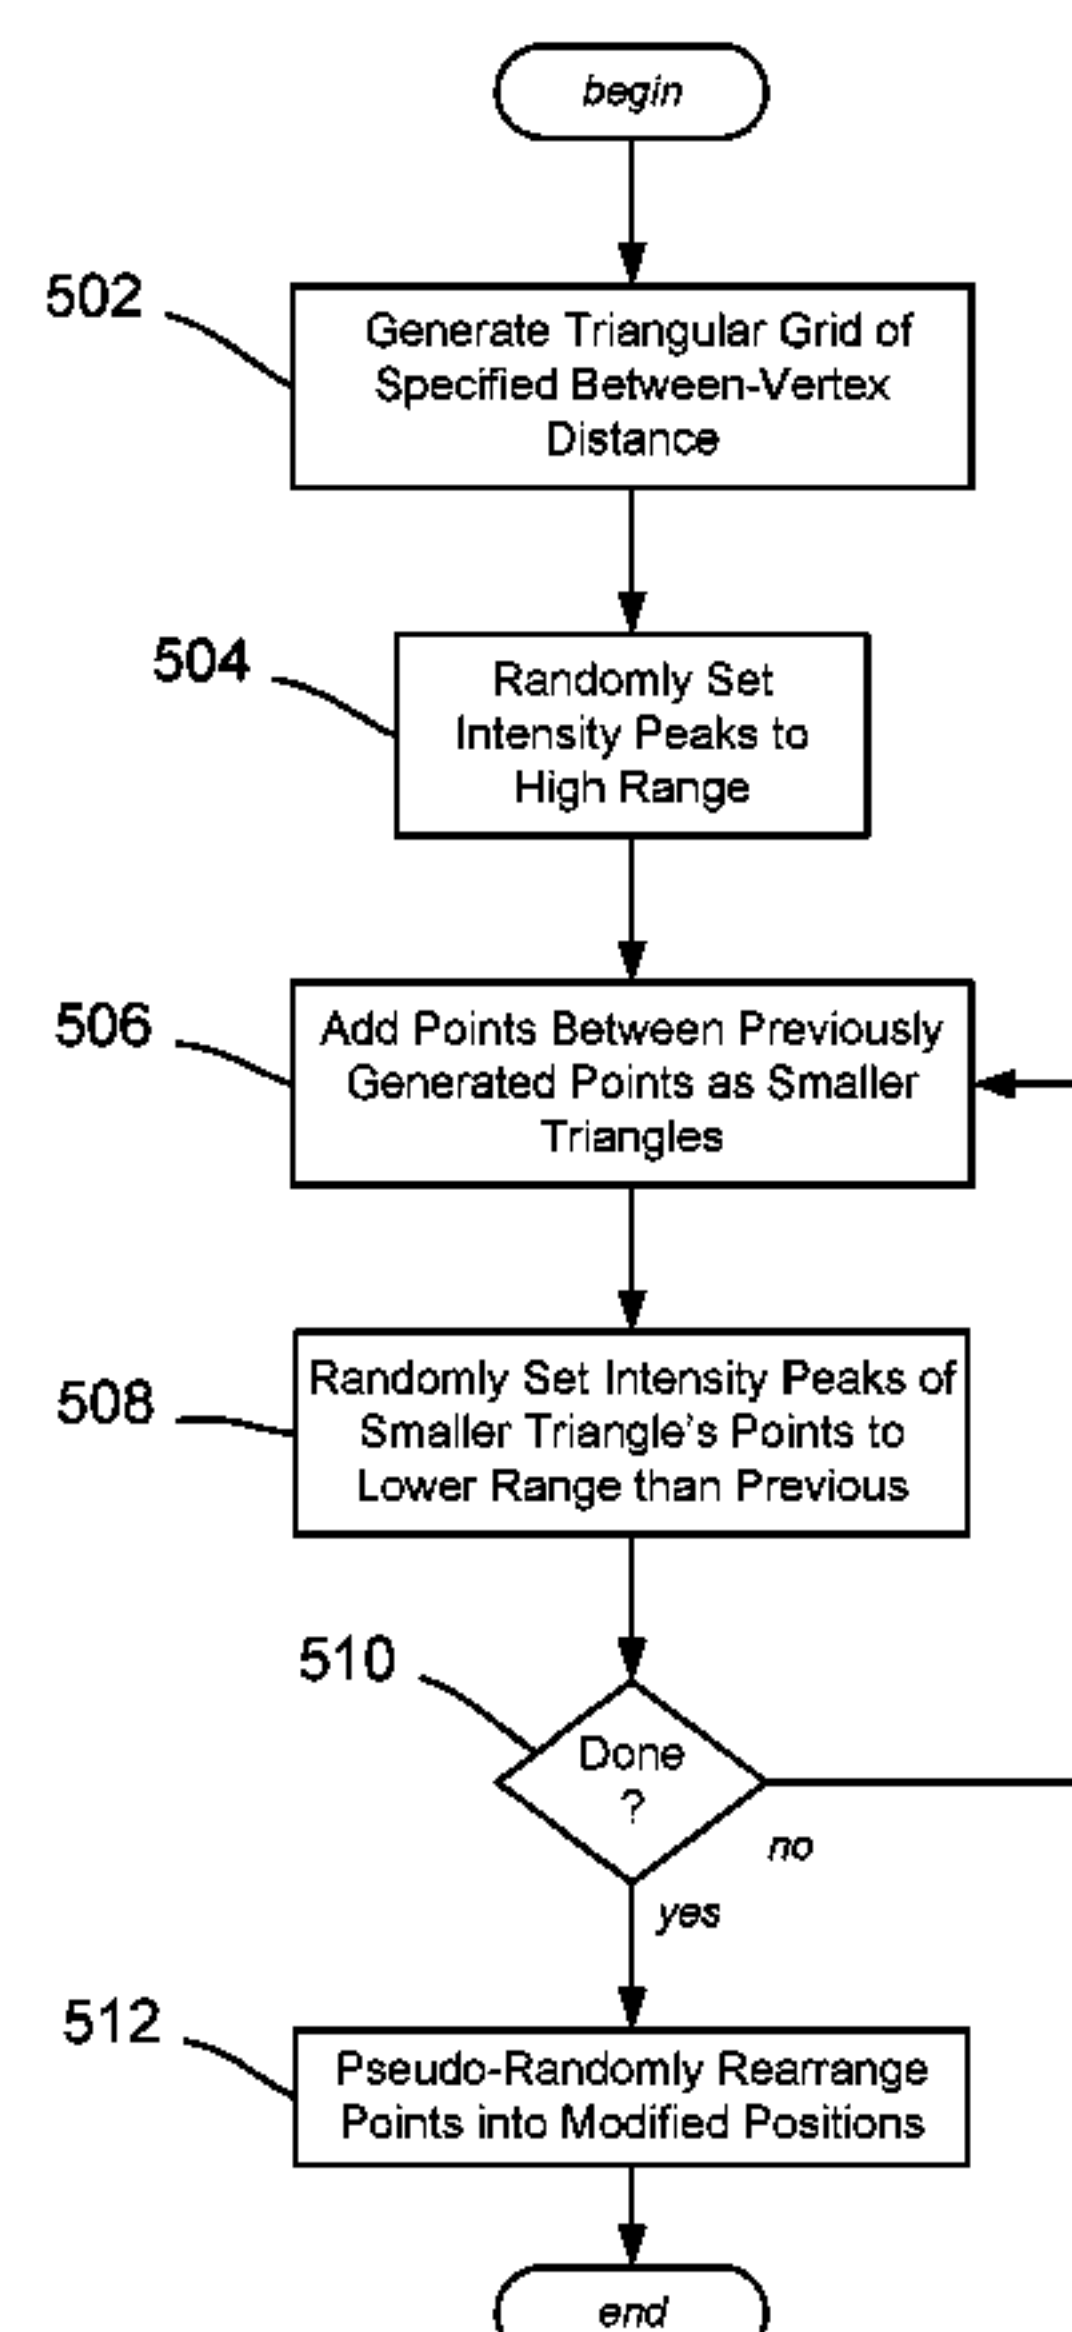 begin
502
Generate Triangular Grid of
Specified Between-Vertex
Distance
504
Randomly Set
Intensity Peaks to
High Range
506
Add Points Between Previously
Generated Points as Smaller
Triangles
508
Randomly Set Intensity Peaks of
Smaller Triangle's Points to
Lower Range than Previous
510
Done
?
no
yes
512
Pseudo-Randomly Rearrange
Points into Modified Positions
end